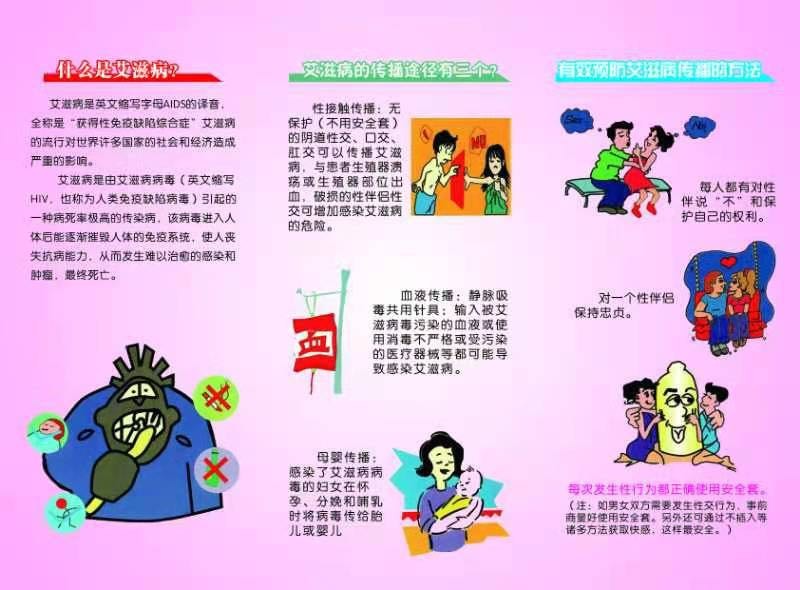 什么是艾滋病？
艾滋病是英文缩写字母AIDS的译音，
全称是“获得性免疫缺陷综合症”艾滋病
的流行对世界许多国家的社会和经济造成
严重的影响。
艾滋病是由艾滋病病毒（英文缩写
HIV，也称为人类免疫缺陷病毒）引起的
一种病死率极高的传染病，该病毒进入人
体后能逐渐摧毁人体的免疫系统，使人丧
失抗病能力，从而发生难以治愈的感染和
肿瘤，最终死亡。
艾滋病的传播途径有三个？
性接触传播：无
保护（不用安全套）
的阴道性交、口交、
肛交可以传播艾滋
病，与患者生殖器溃
疡或生殖器部位出
血，破损的性伴侣性
交可增加感染艾滋病
的危险。
血液传播：静脉吸
毒共用针具；输入被艾
滋病毒污染的血液或使
用消毒不严格或受污染
的医疗器械等都可能导
致感染艾滋病。
血
母婴传播：
感染了艾滋病病
毒的妇女在怀
孕、分娩和哺乳
时将病毒传给胎
儿或婴儿
有效预防艾滋病传播的方法
Sex
No
每人都有对性
伴说“不”和保
护自己的权利。
对一个性伴侣
保持忠贞。
每次发生性行为都正确使用安全套。
（注：如男女双方需要发生性交行为，事前
商量好使用安全套。另外还可通过不插入等
诸多方法获取快感，这样最安全。）